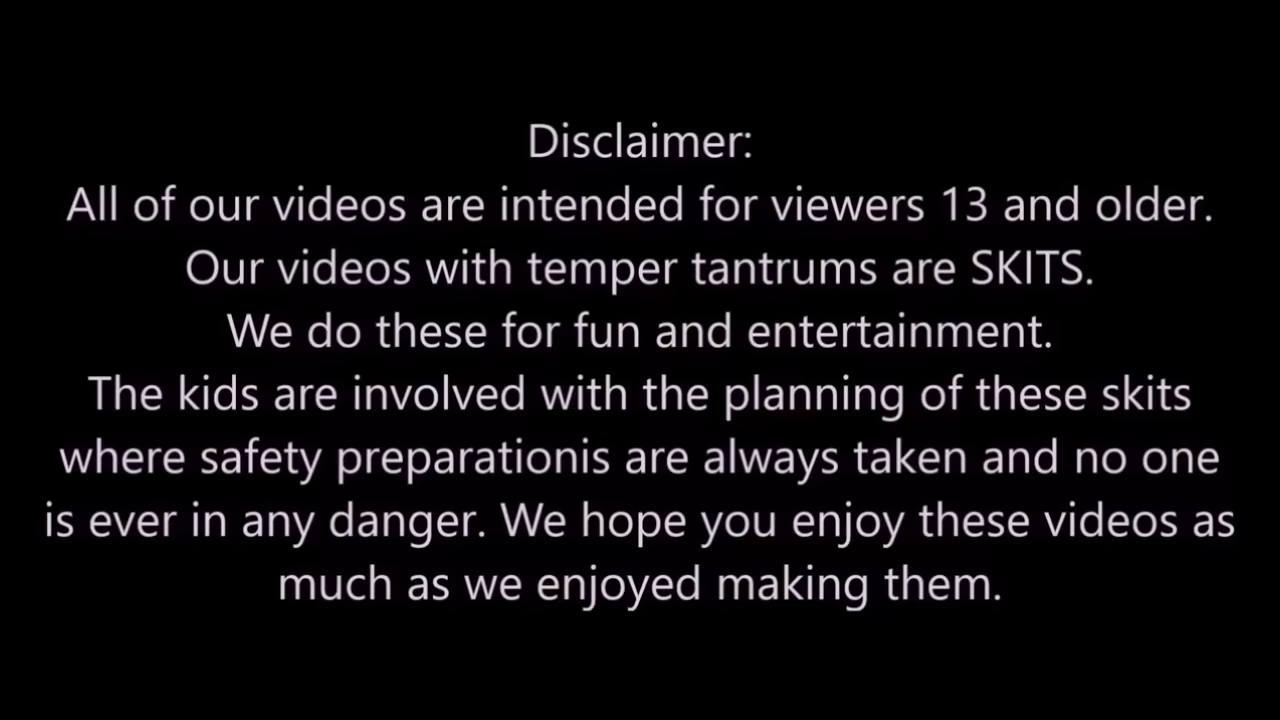 Disclaimer:
All of our videos are intended for viewers 13 and older.
Our videos with temper tantrums are SKITS.
We do these for fun and entertainment.
The kids are involved with the planning of these skits
where safety preparationis are always taken and no one
is ever in any danger. We hope you enjoy these videos as
much as we enjoyed making them.